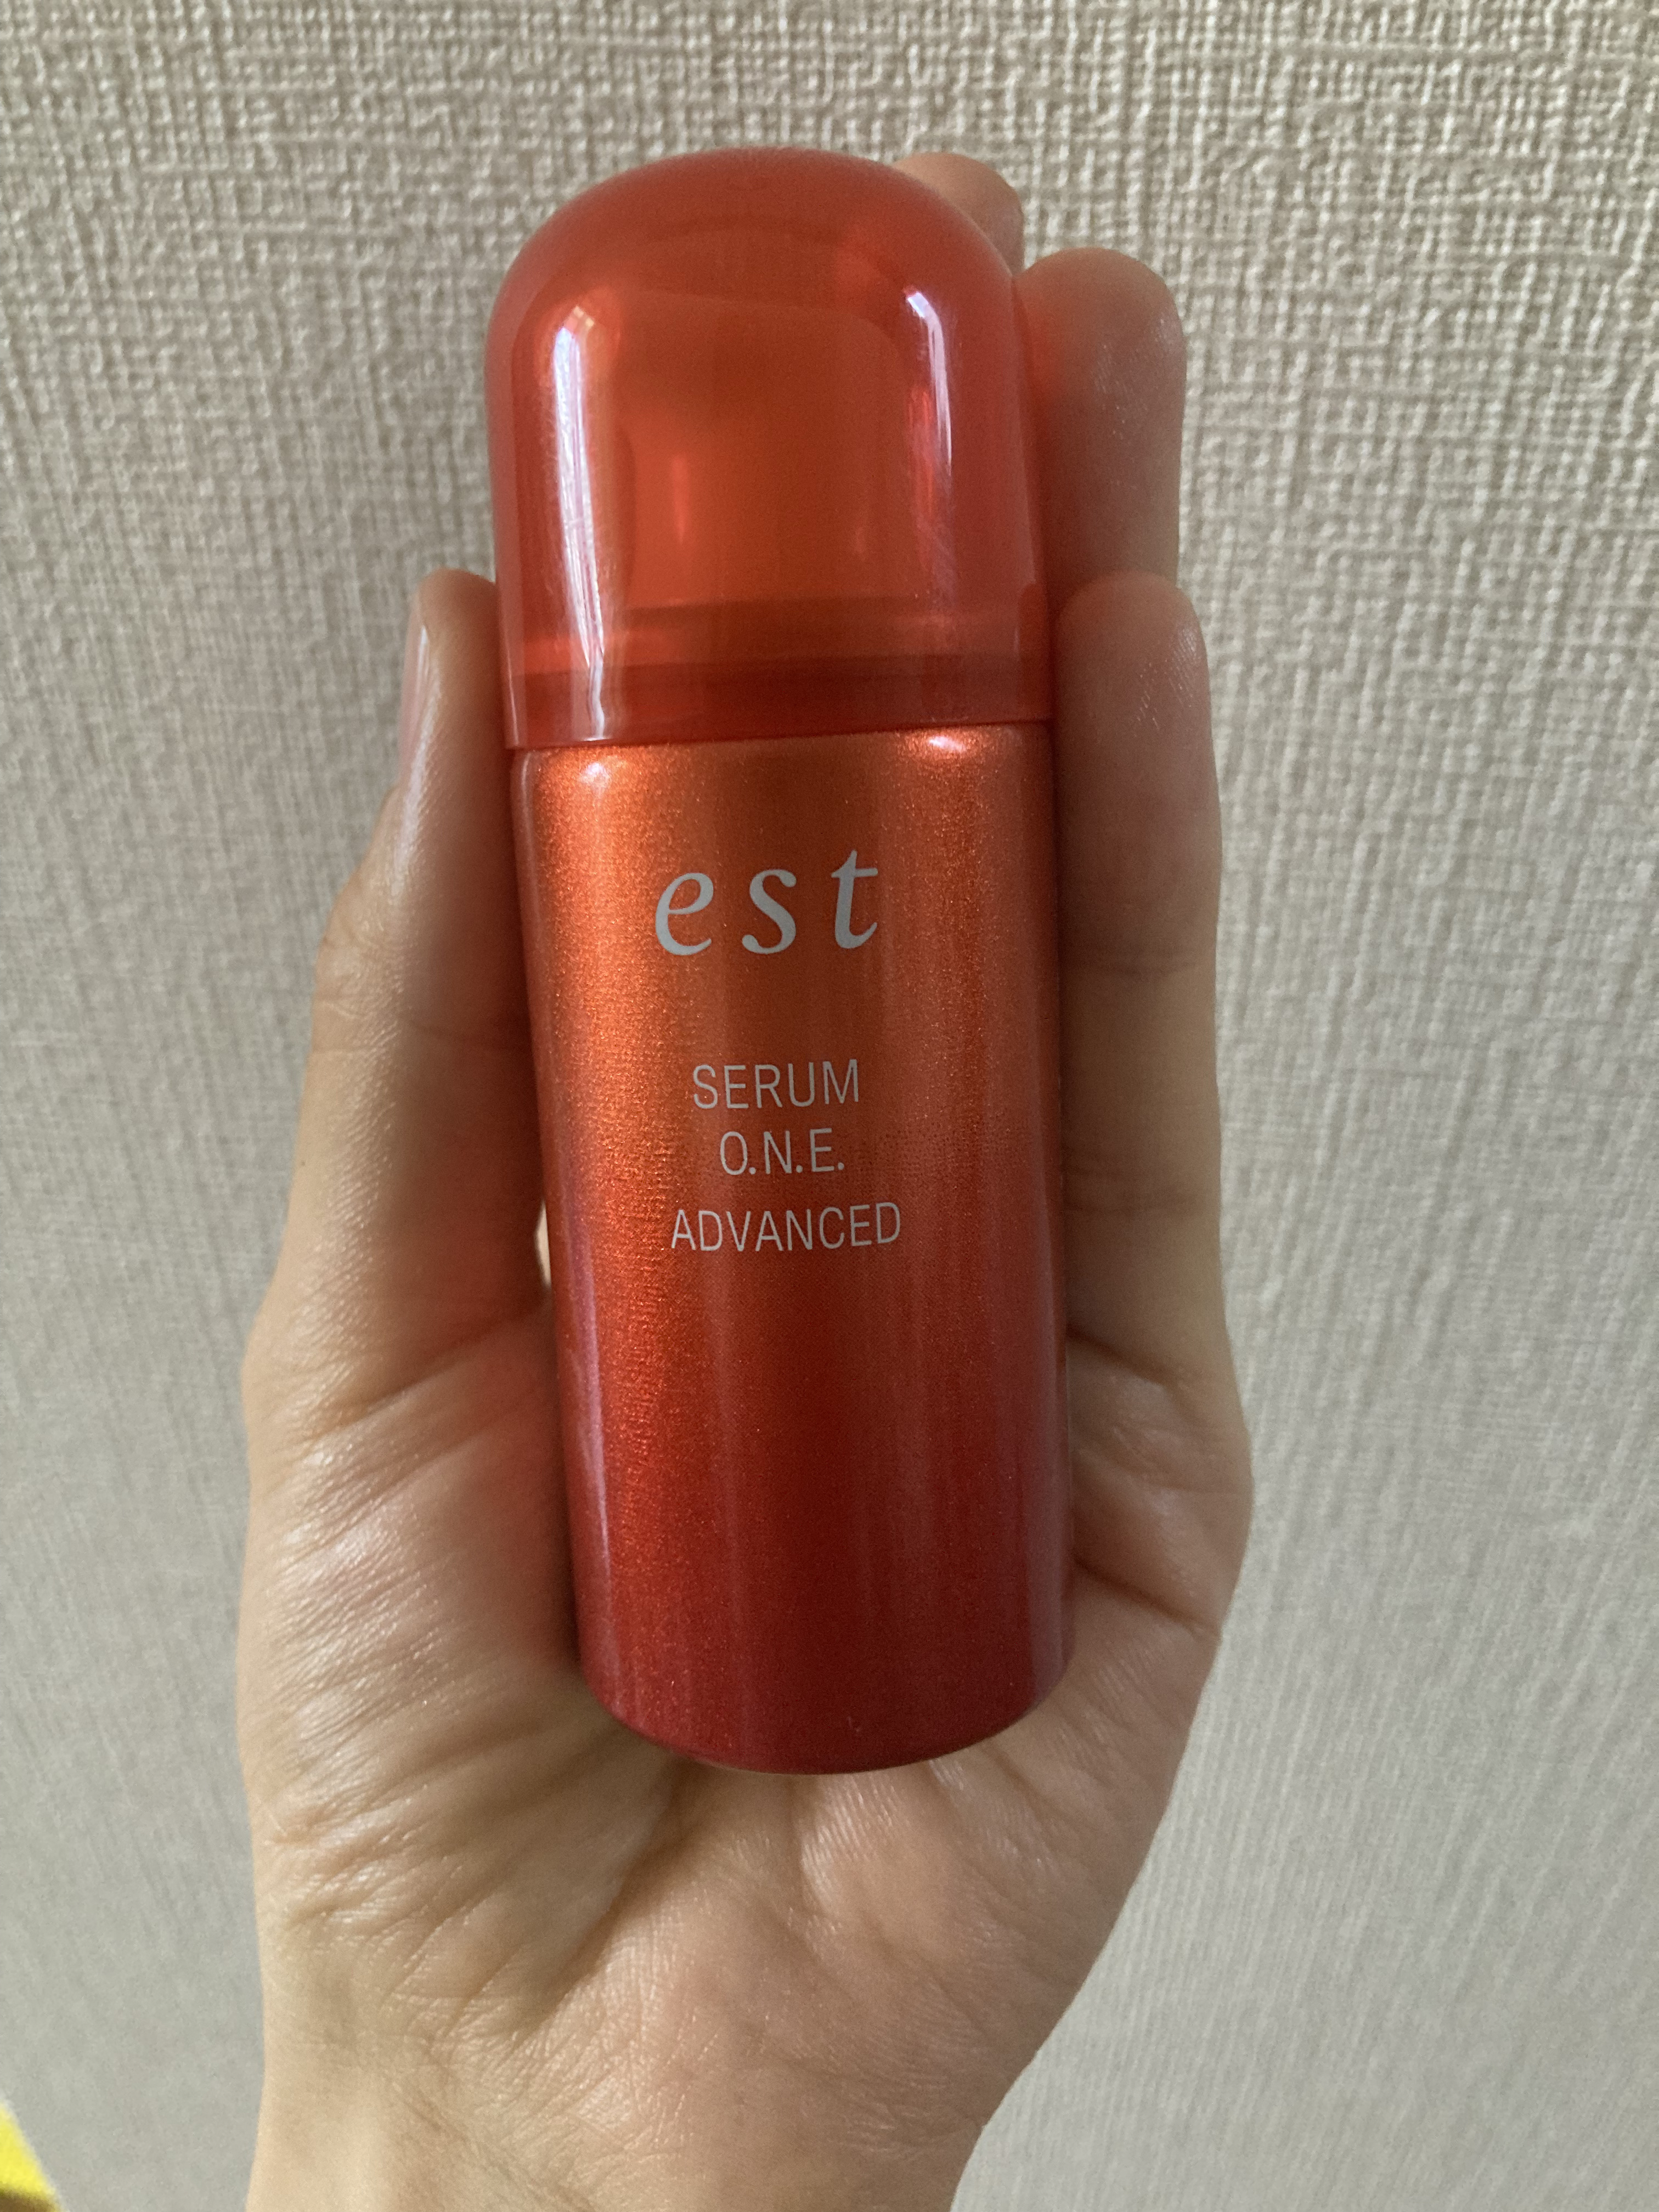 est
SERUM
O.N.E.
ADVANCED